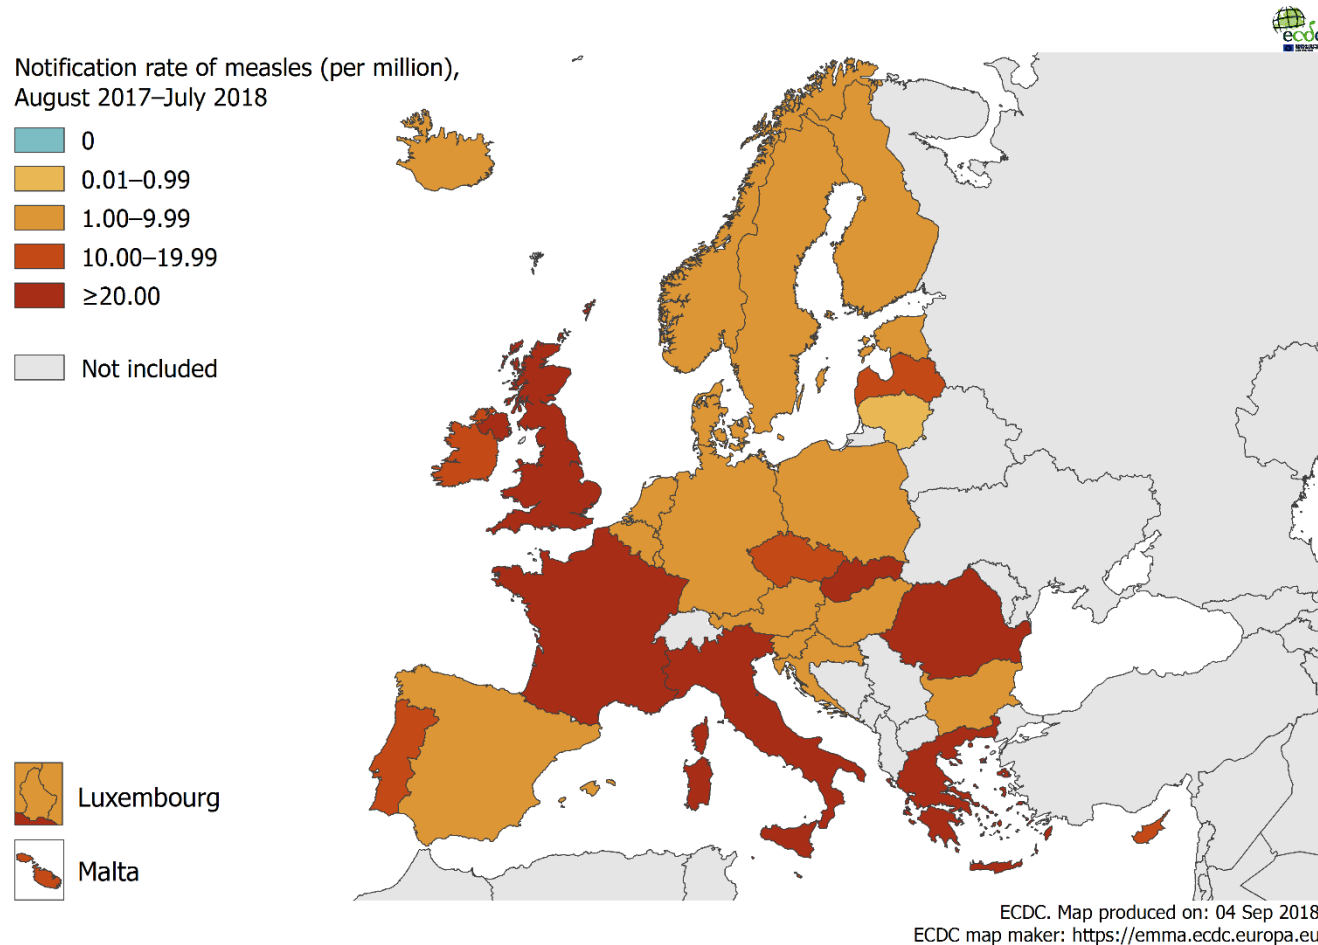 ecdc
Notification rate of measles (per million),
August 2017–July 2018
0
0.01–0.99
1.00–9.99
10.00–19.99
≥20.00
Not included
Luxembourg
Malta
ECDC. Map produced on: 04 Sep 2018
ECDC map maker: https://emma.ecdc.europa.eu